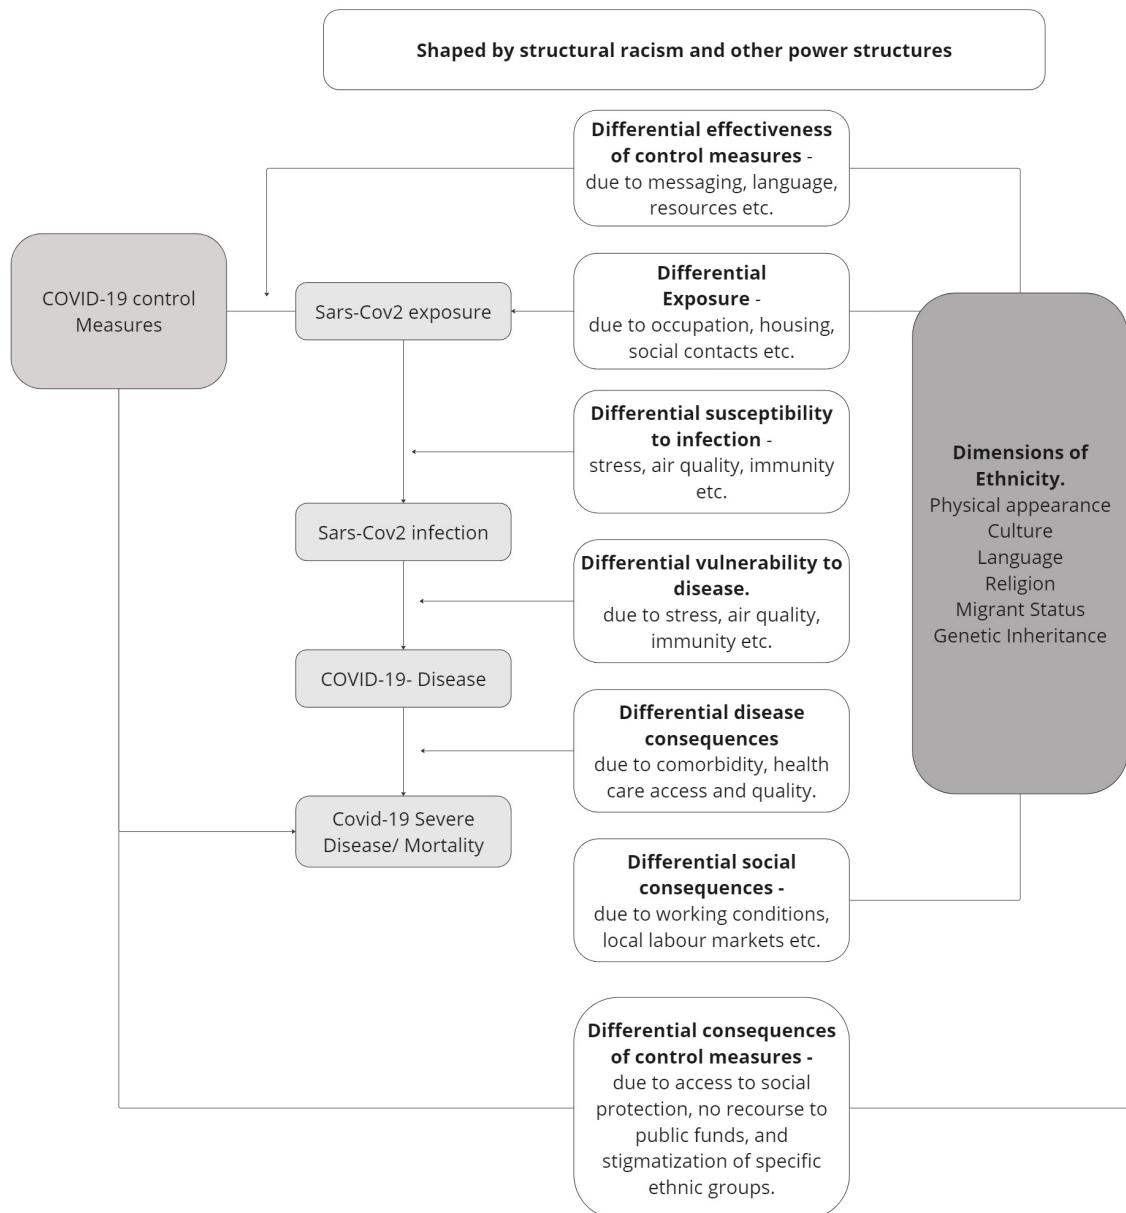 Shaped by structural racism and other power structures
Differential effectiveness
of control measures -
due to messaging, language,
resources etc.
COVID-19 control
Measures
Sars-Cov2 exposure
Differential
Exposure -
due to occupation, housing,
social contacts etc.
Differential susceptibility
to infection -
stress, air quality, immunity
etc.
Dimensions of
Ethnicity.
Physical appearance
Culture
Language
Religion
Migrant Status
Genetic Inheritance
Sars-Cov2 infection
Differential vulnerability to
disease.
due to stress, air quality,
immunity etc.
COVID-19- Disease
Differential disease
consequences
due to comorbidity, health
care access and quality.
Covid-19 Severe
Disease/ Mortality
Differential social
consequences -
due to working conditions,
local labour markets etc.
Differential consequences
of control measures -
due to access to social
protection, no recourse to
public funds, and
stigmatization of specific
ethnic groups.